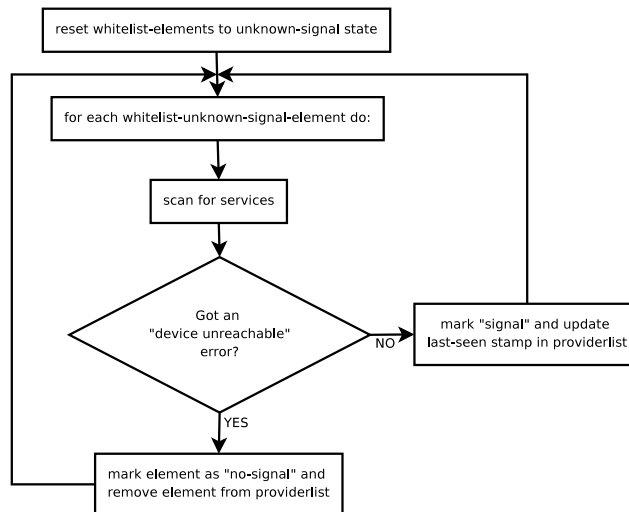 reset whitelist-elements to unknown-signal state
for each whitelist-unknown-signal-element do:
scan for services
Got an
"device unreachable"
error?
NO
mark "signal" and update
last-seen stamp in providerlist
YES
mark element as "no-signal" and
remove element from providerlist